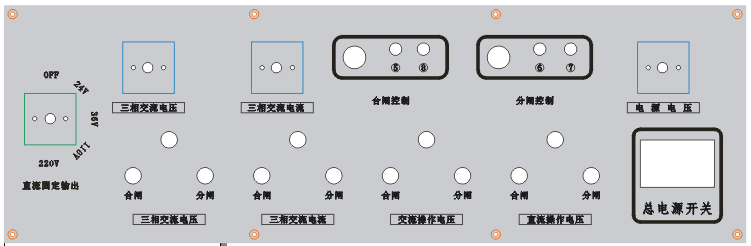 OFF
24V
36V
110V
220V
直流固定输出
三相交流电压
三相交流电流
⑤ ⑧
合闸控制
⑥ ⑦
分闸控制
电源电压
合闸 分闸
三相交流电压
合闸 分闸
三相交流电流
合闸 分闸
交流操作电压
合闸 分闸
直流操作电压
总电源开关